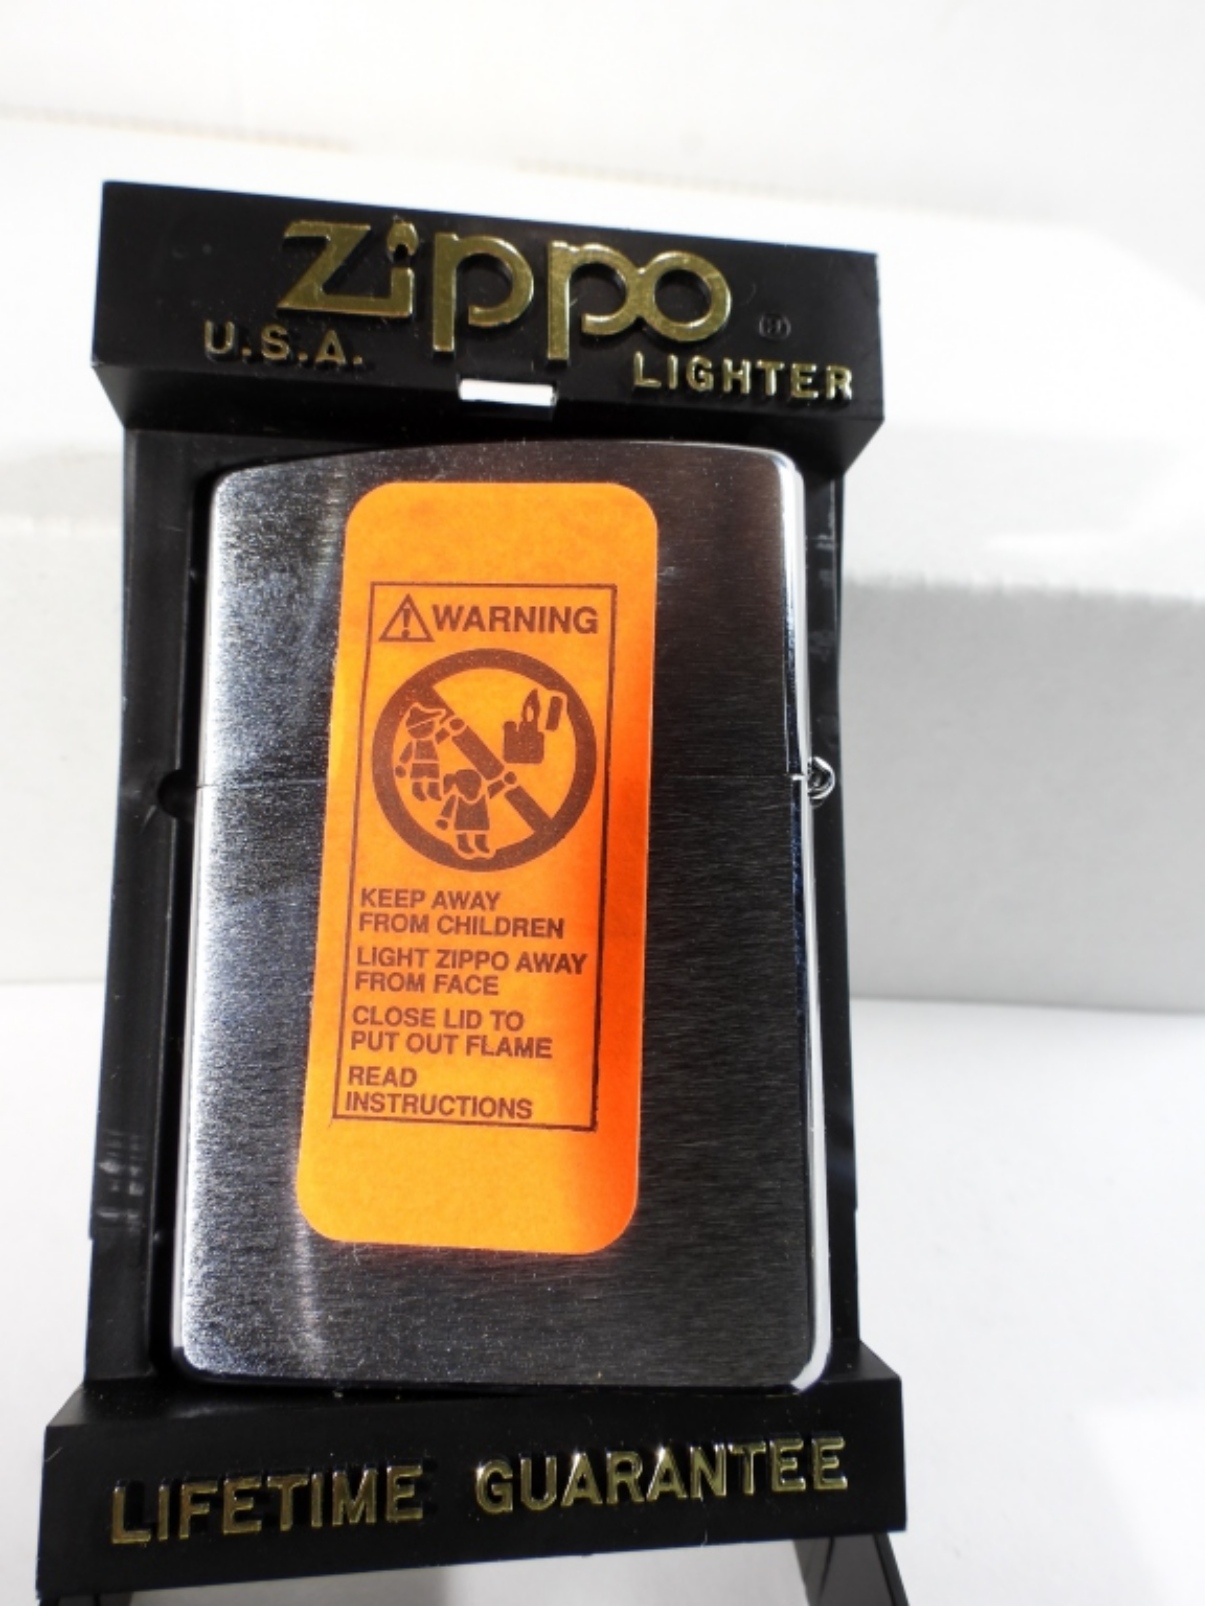 Zippo ®
U.S.A.
LIGHTER
WARNING
KEEP AWAY
FROM CHILDREN
LIGHT ZIPPO AWAY
FROM FACE
CLOSE LID TO
PUT OUT FLAME
READ
INSTRUCTIONS
LIFETIME GUARANTEE